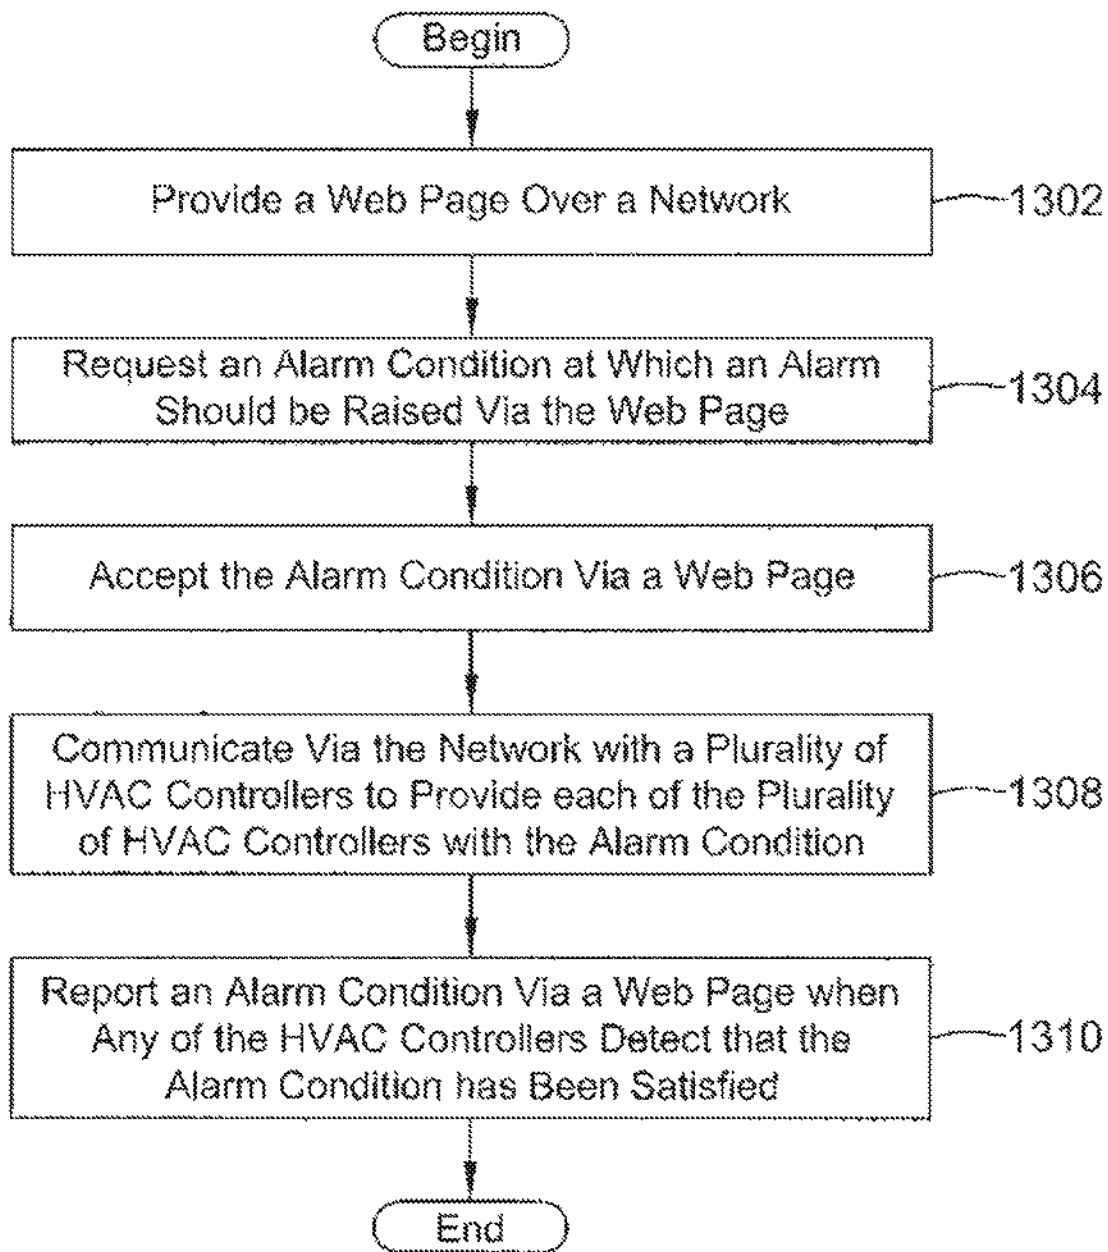 Begin
Provide a Web Page Over a Network
1302
Request an Alarm Condition at Which an Alarm
Should be Raised Via the Web Page
1304
Accept the Alarm Condition Via a Web Page
1306
Communicate Via the Network with a Plurality of
HVAC Controllers to Provide each of the Plurality
of HVAC Controllers with the Alarm Condition
1308
Report an Alarm Condition Via a Web Page when
Any of the HVAC Controllers Detect that the
Alarm Condition has Been Satisfied
1310
End